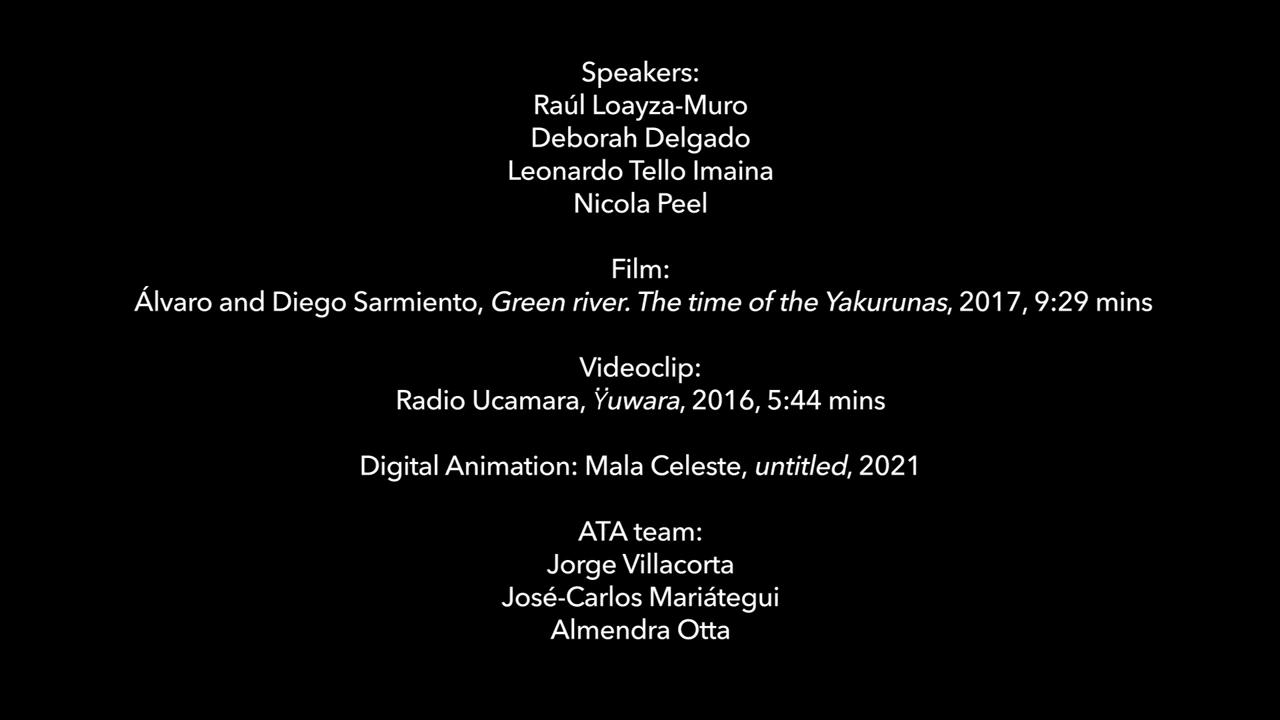 Speakers:
Raúl Loayza-Muro
Deborah Delgado
Leonardo Tello Imaina
Nicola Peel
Film:
Álvaro and Diego Sarmiento, Green river. The time of the Yakurunas, 2017, 9:29 mins
Videoclip:
Radio Ucamara, Ÿuwara, 2016, 5:44 mins
Digital Animation: Mala Celeste, untitled, 2021
ATA team:
Jorge Villacorta
José-Carlos Mariátegui
Almendra Otta